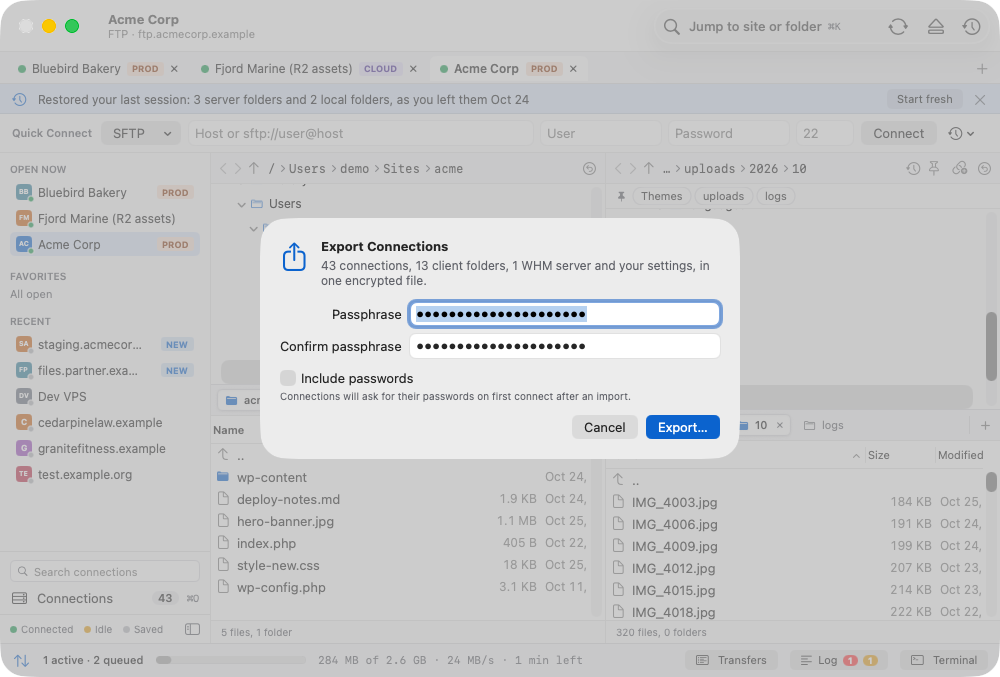 Acme Corp
FTP · ftp.acmecorp.example
Jump to site or folder ⌘K
Bluebird Bakery PROD ×
Fjord Marine (R2 assets) CLOUD ×
Acme Corp PROD ×
Restored your last session: 3 server folders and 2 local folders, as you left them Oct 24
Start fresh
Quick Connect SFTP Host or sftp://user@host User Password 22 Connect
OPEN NOW
BB Bluebird Bakery PROD
FM Fjord Marine (R2 assets)
AC Acme Corp PROD
FAVORITES
All open
RECENT
SA staging.acmecor... NEW
FP files.partner.exa... NEW
DV Dev VPS
C cedarpinelaw.example
G granitefitness.example
TE test.example.org
Search connections
Connections 43 ⌘0
Connected Idle Saved
/ > Users > demo > Sites > acme
Users
… > uploads > 2026 > 10
Themes uploads logs
Export Connections
43 connections, 13 client folders, 1 WHM server and your settings, in
one encrypted file.
Passphrase ●●●●●●●●●●●●●●●●●●●●●
Confirm passphrase ●●●●●●●●●●●●●●●●●●●●●
Include passwords
Connections will ask for their passwords on first connect after an import.
Cancel Export...
Name
..
wp-content Oct 24,
deploy-notes.md 1.9 KB Oct 24,
hero-banner.jpg 1.1 MB Oct 25,
index.php 405 B Oct 22,
style-new.css 18 KB Oct 25,
wp-config.php 3.1 KB Oct 11,
5 files, 1 folder
10 × logs
Size Modified
..
IMG_4003.jpg 184 KB Oct 25,
IMG_4006.jpg 191 KB Oct 24,
IMG_4009.jpg 199 KB Oct 24,
IMG_4012.jpg 207 KB Oct 23,
IMG_4015.jpg 214 KB Oct 23,
IMG_4018.jpg 222 KB Oct 22,
320 files, 0 folders
1 active · 2 queued 284 MB of 2.6 GB · 24 MB/s · 1 min left
Transfers Log 1 1 Terminal